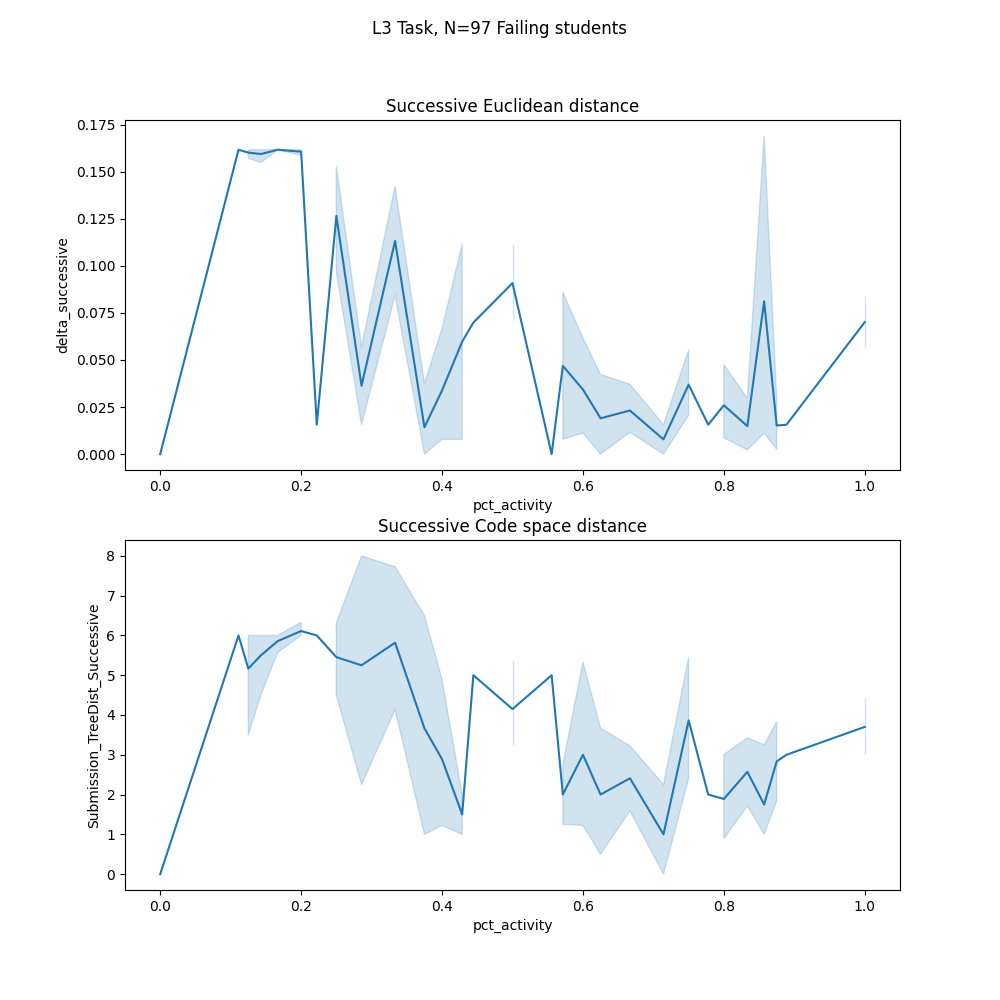 L3 Task, N=97 Failing students
Successive Euclidean distance
delta_successive
0.175
0.150
0.125
0.100
0.075
0.050
0.025
0.000
0.0 0.2 0.4 0.6 0.8 1.0
pct_activity
Successive Code space distance
Submission_TreeDist_Successive
8
7
6
5
4
3
2
1
0
0.0 0.2 0.4 0.6 0.8 1.0
pct_activity